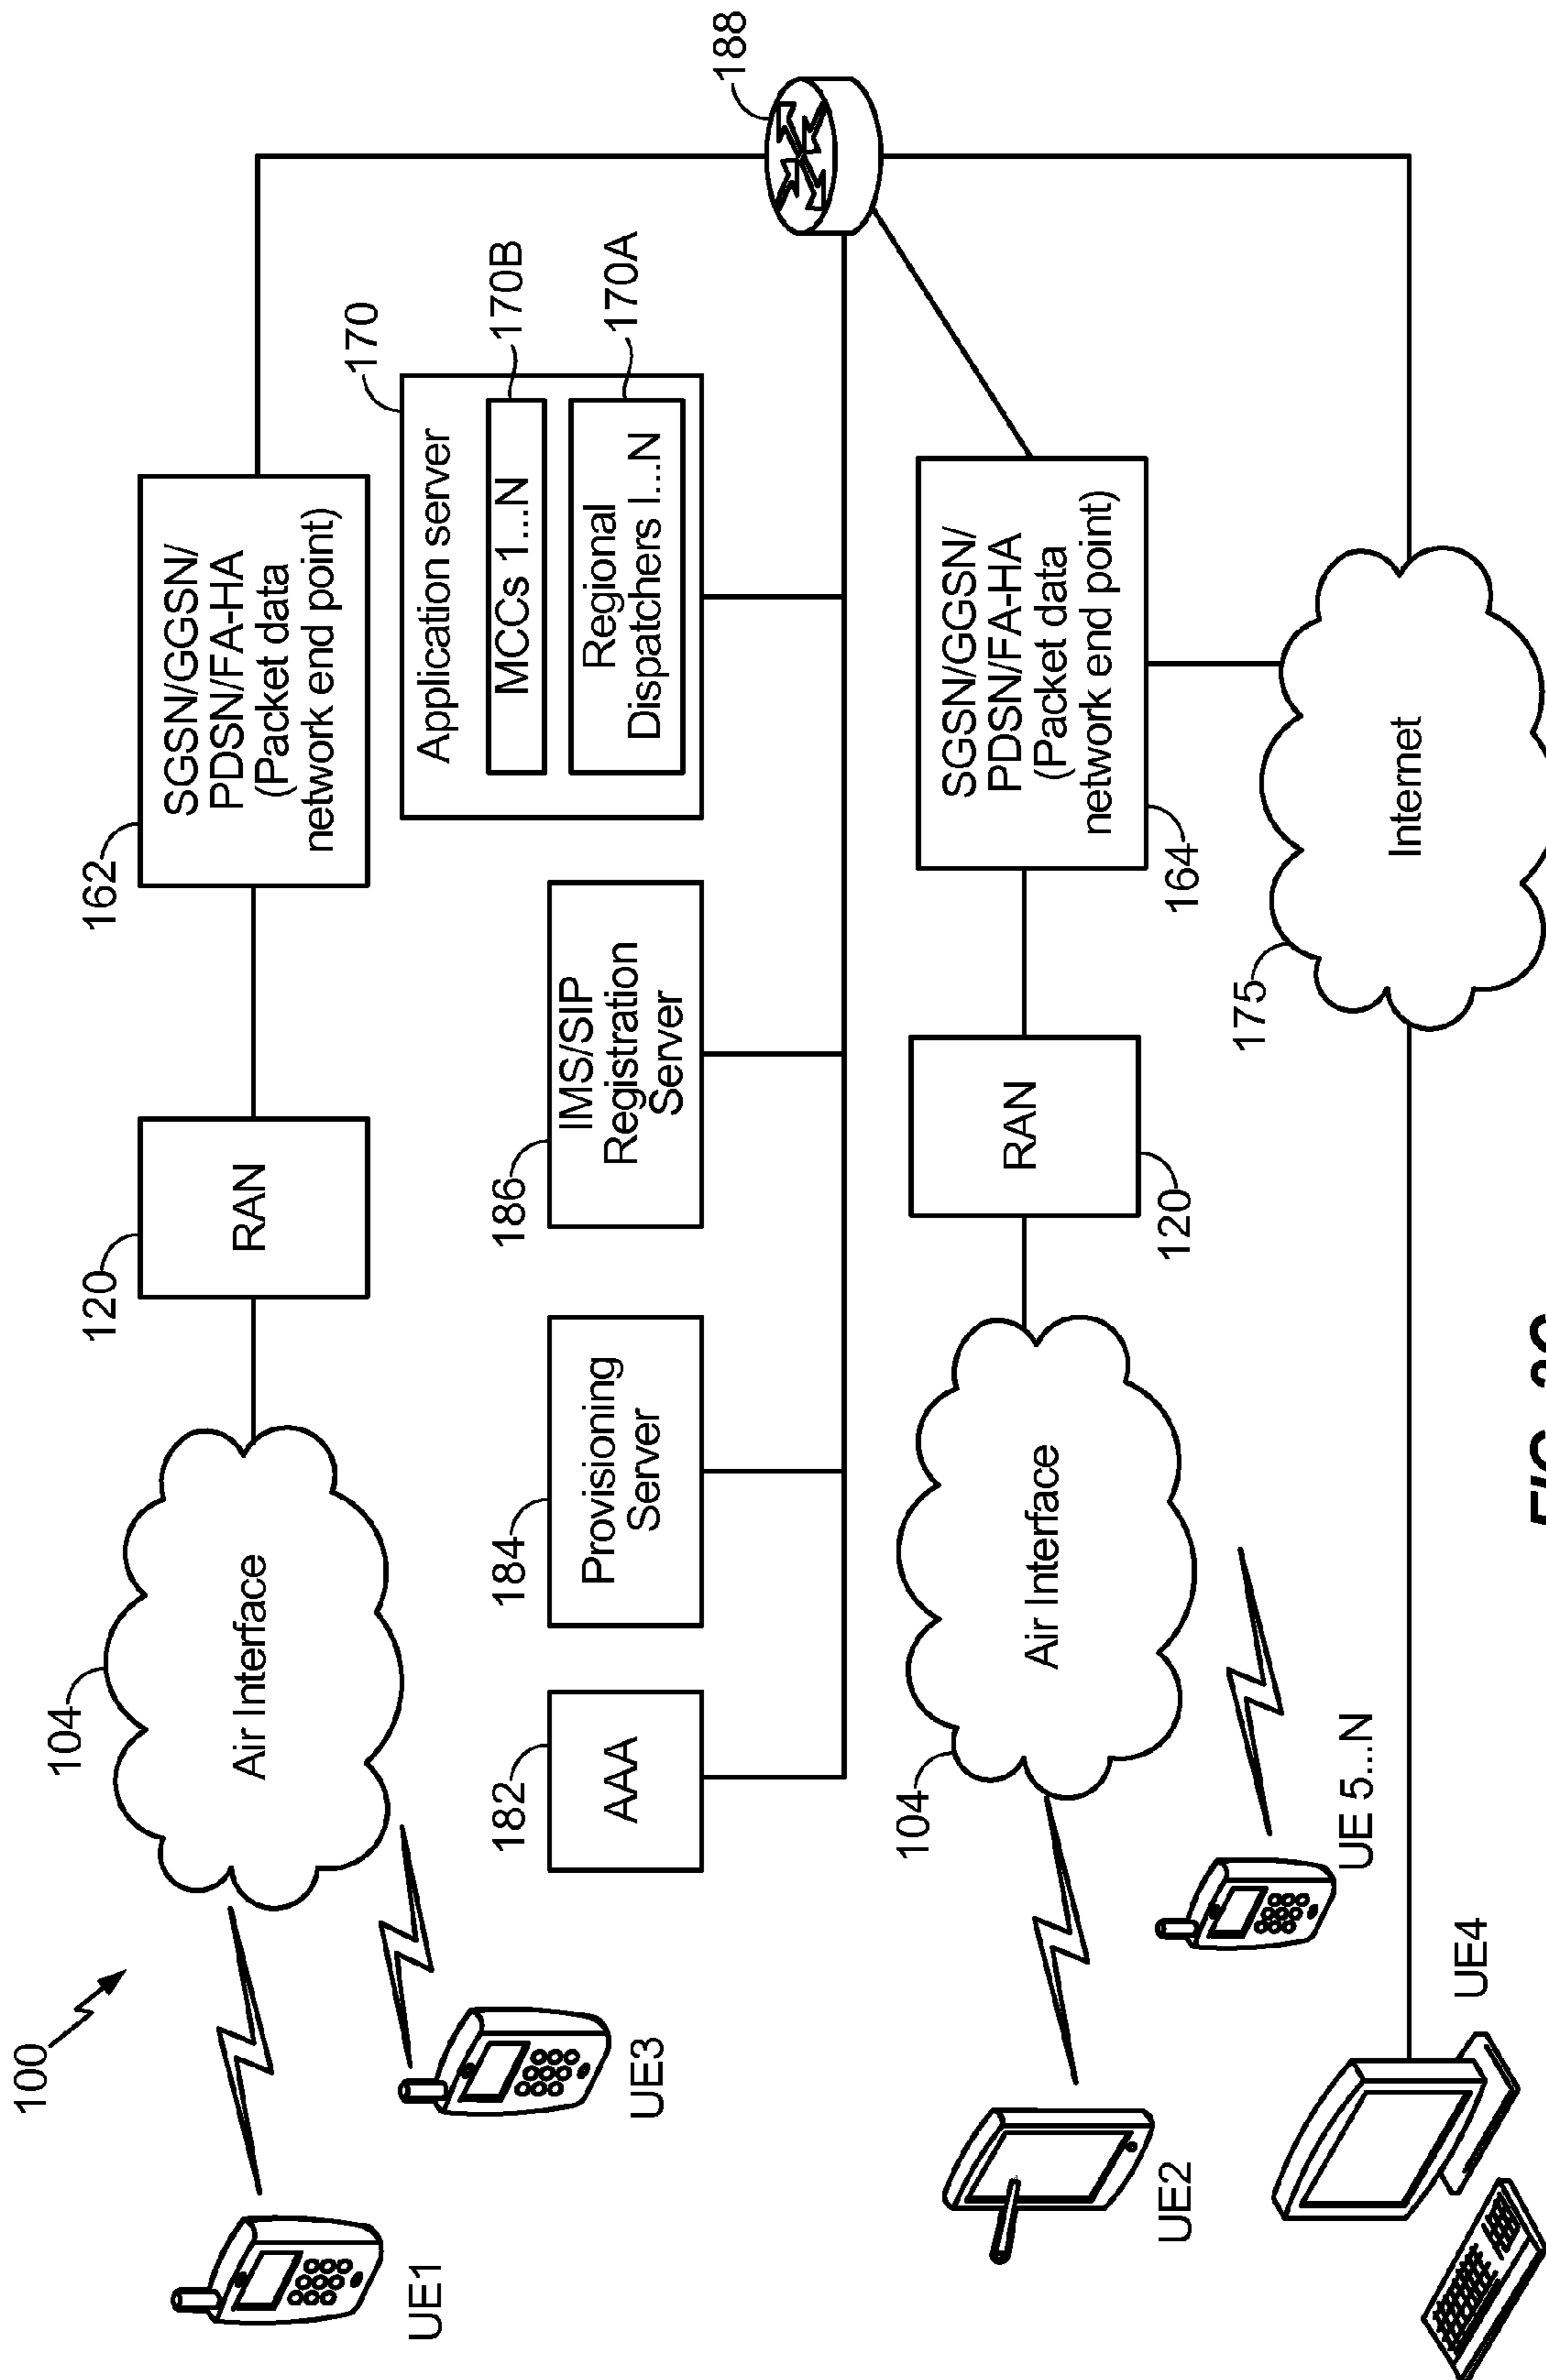 100
104
Air Interface
120
RAN
162
SGSN/GGSN/
PDSN/FA-HA
(Packet data
network end point)
UE1
UE3
182
AAA
184
Provisioning
Server
186
IMS/SIP
Registration
Server
170
Application server
MCCs 1...N
170B
Regional
Dispatchers I...N
170A
188
104
Air Interface
RAN
120
SGSN/GGSN/
PDSN/FA-HA
(Packet data
network end point)
164
UE2
UE 5...N
175
Internet
UE4